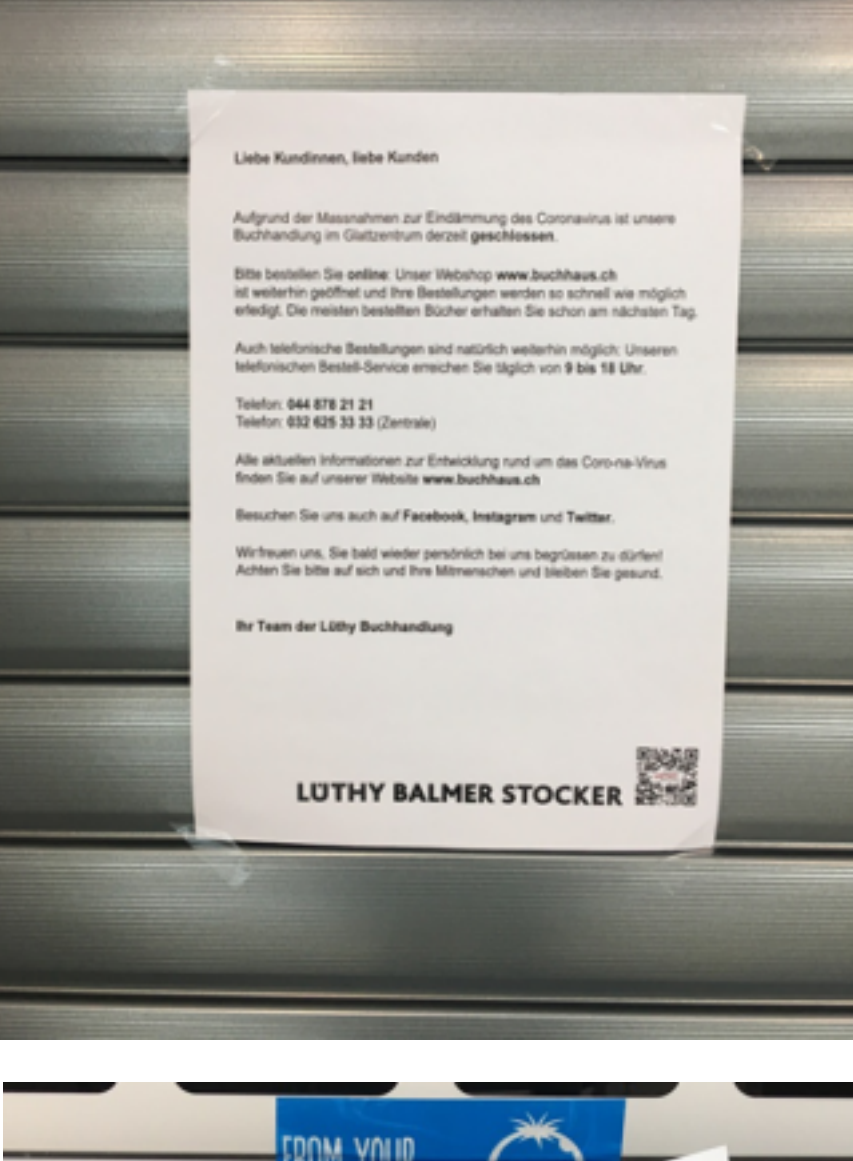 Liebe Kundinnen, liebe Kunden
Aufgrund der Massnahmen zur Eindämmung des Coronavirus ist unsere
Buchhandlung im Glattzentrum derzeit geschlossen.
Bitte bestellen Sie online: Unser Webshop www.buchhaus.ch
ist weiterhin geöffnet und Ihre Bestellungen werden so schnell wie möglich
erledigt. Die meisten bestellten Bücher erhalten Sie schon am nächsten Tag.
Auch telefonische Bestellungen sind natürlich weiterhin möglich: Unseren
telefonischen Bestell-Service erreichen Sie täglich von 9 bis 18 Uhr.
Telefon: 044 878 21 21
Telefon: 032 625 33 33 (Zentrale)
Alle aktuellen Informationen zur Entwicklung rund um das Coro-na-Virus
finden Sie auf unserer Website www.buchhaus.ch
Besuchen Sie uns auch auf Facebook, Instagram und Twitter.
Wir freuen uns, Sie bald wieder persönlich bei uns begrüssen zu dürfen!
Achten Sie bitte auf sich und Ihre Mitmenschen und bleiben Sie gesund.
Ihr Team der Lüthy Buchhandlung
LÜTHY BALMER STOCKER
FROM YOUR